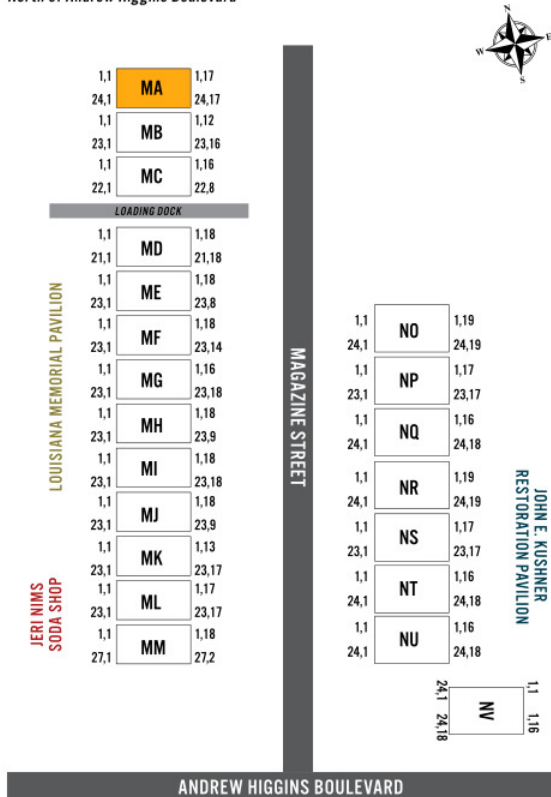 North of Andrew Higgins Boulevard
N
W E
S
1,1 MA 1,17
24,1 24,17
1,1 MB 1,12
23,1 23,16
1,1 MC 1,16
22,1 22,8
LOADING DOCK
1,1 MD 1,18
21,1 21,18
1,1 ME 1,18
23,1 23,8
1,1 MF 1,18
23,1 23,14
1,1 MG 1,16
23,1 23,18
1,1 MH 1,18
23,1 23,9
1,1 MI 1,18
23,1 23,18
1,1 MJ 1,18
23,1 23,9
1,1 MK 1,13
23,1 23,17
1,1 ML 1,17
23,1 23,17
1,1 MM 1,18
27,1 27,2
LOUISIANA MEMORIAL PAVILION
JERI NIMS
SODA SHOP
MAGAZINE STREET
1,1 NO 1,19
24,1 24,19
1,1 NP 1,17
23,1 23,17
1,1 NQ 1,16
24,1 24,18
1,1 NR 1,19
24,1 24,19
1,1 NS 1,17
23,1 23,17
1,1 NT 1,16
24,1 24,18
1,1 NU 1,16
24,1 24,18
1,1 NV 1,16
24,1 24,18
JOHN E. KUSHNER
RESTORATION PAVILION
ANDREW HIGGINS BOULEVARD